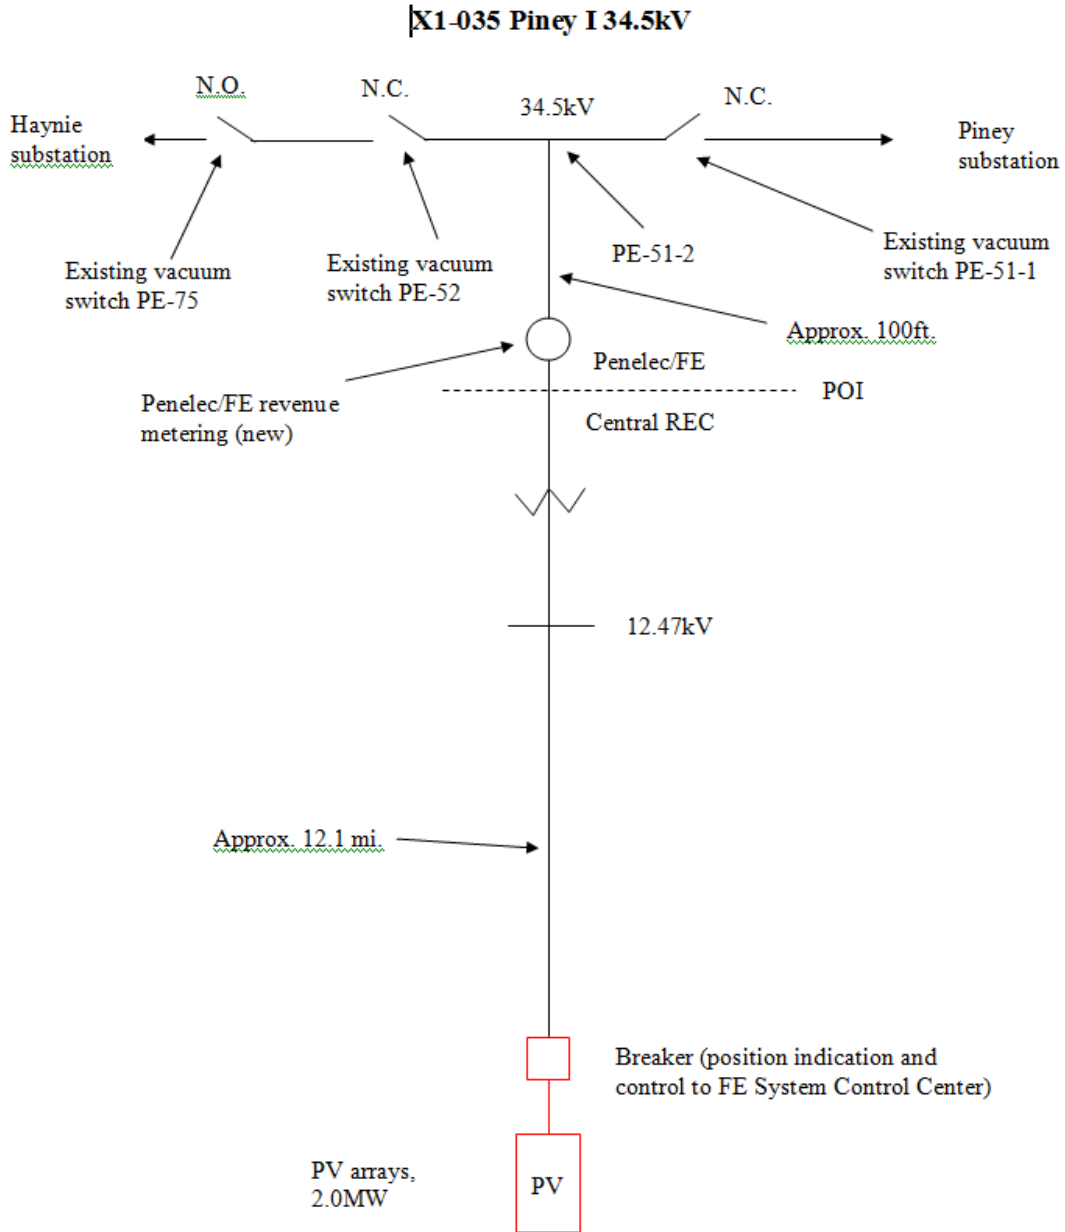 X1-035 Piney I 34.5kV
N.O.
N.C.
34.5kV
N.C.
Haynie
substation
Piney
substation
Existing vacuum
switch PE-75
Existing vacuum
switch PE-52
PE-51-2
Existing vacuum
switch PE-51-1
Approx. 100ft.
Penelec/FE
POI
Penelec/FE revenue
metering (new)
Central REC
12.47kV
Approx. 12.1 mi.
Breaker (position indication and
control to FE System Control Center)
PV arrays,
2.0MW
PV